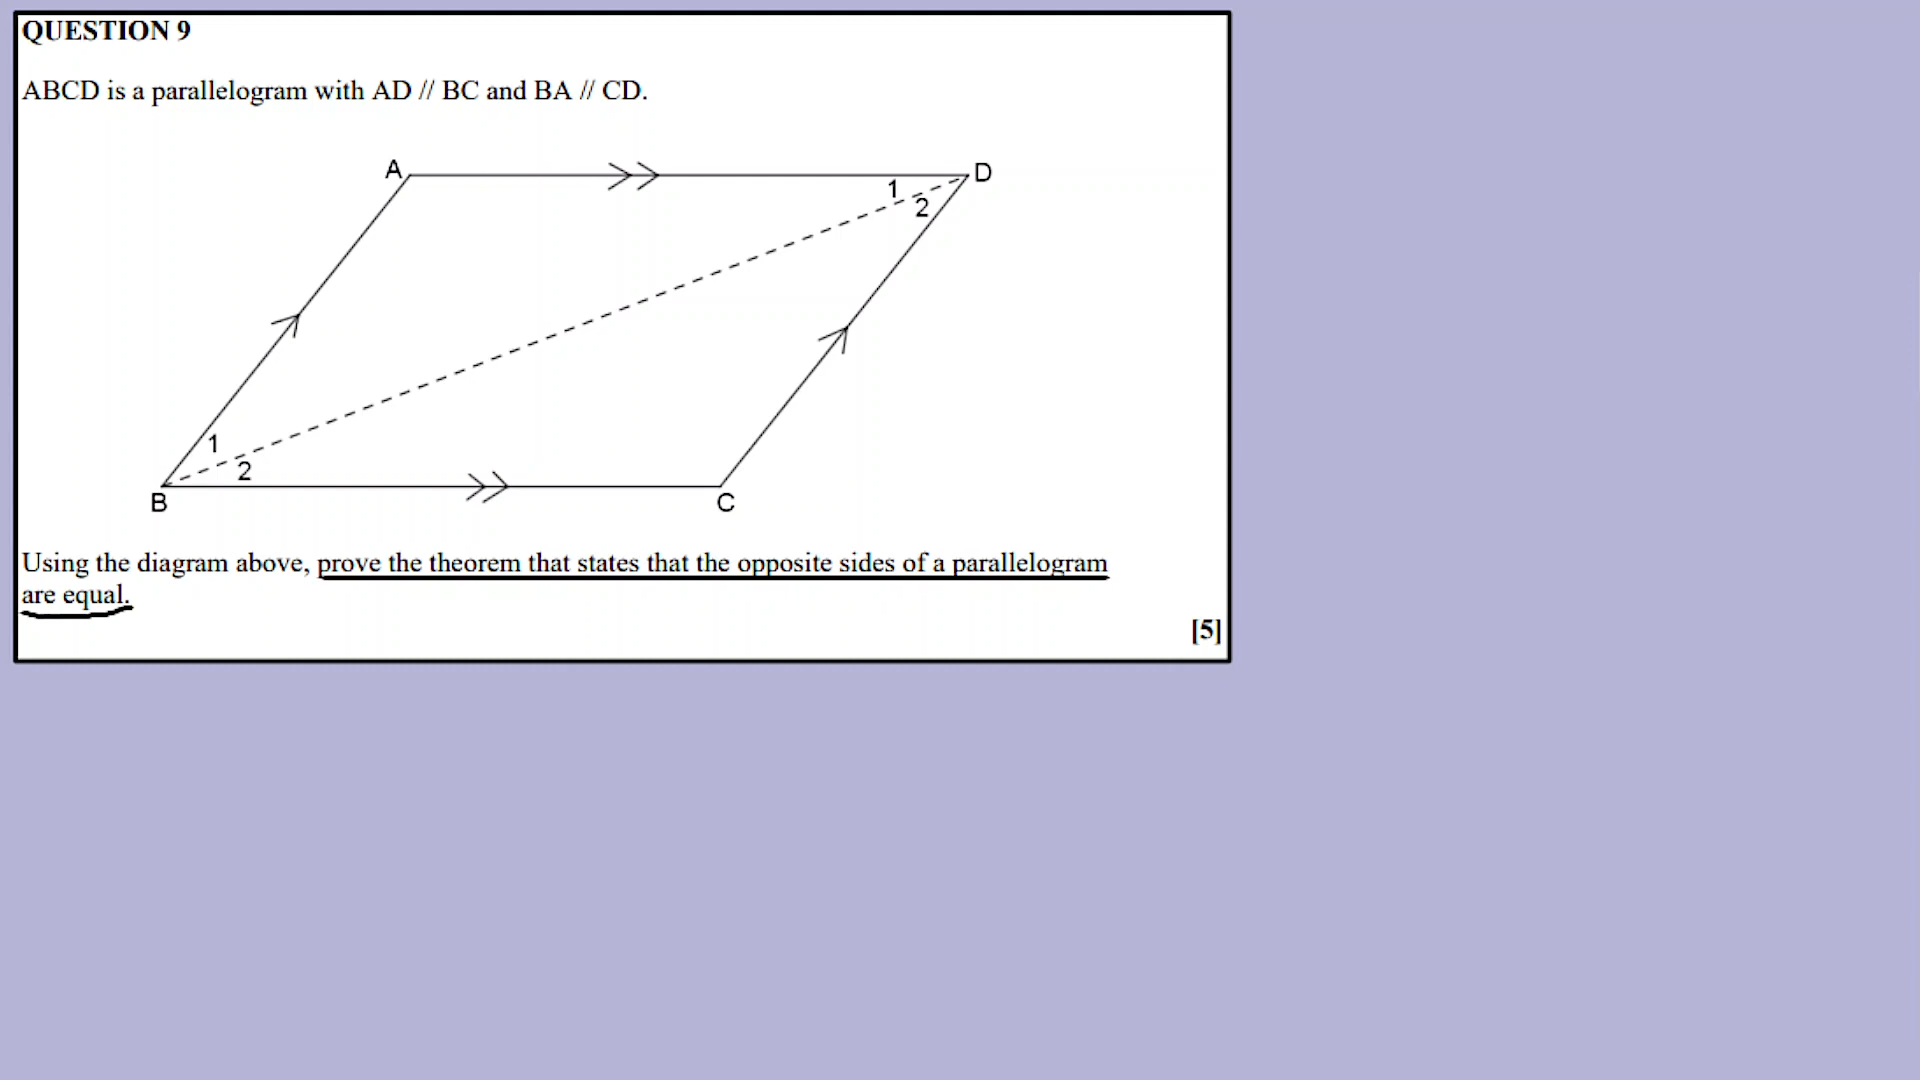 QUESTION 9
ABCD is a parallelogram with AD // BC and BA // CD.
A
D
1
2
1
2
B
C
Using the diagram above, prove the theorem that states that the opposite sides of a parallelogram
are equal.
[5]